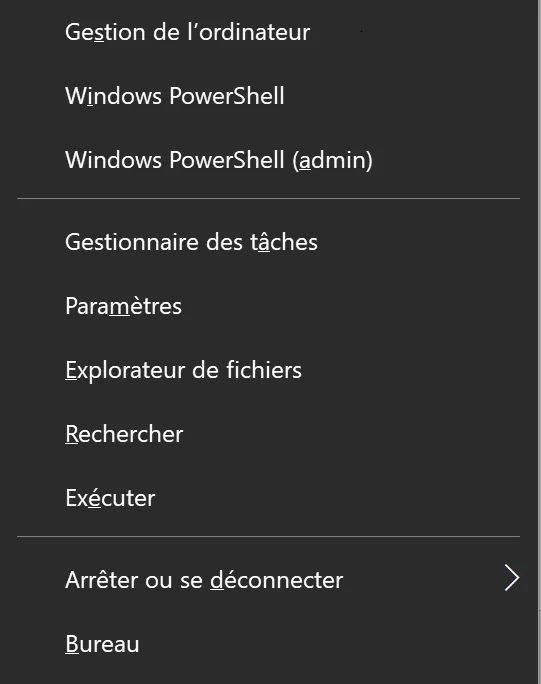 Gestion de l’ordinateur
Windows PowerShell
Windows PowerShell (admin)
Gestionnaire des tâches
Paramètres
Explorateur de fichiers
Rechercher
Exécuter
Arrêter ou se déconnecter
Bureau